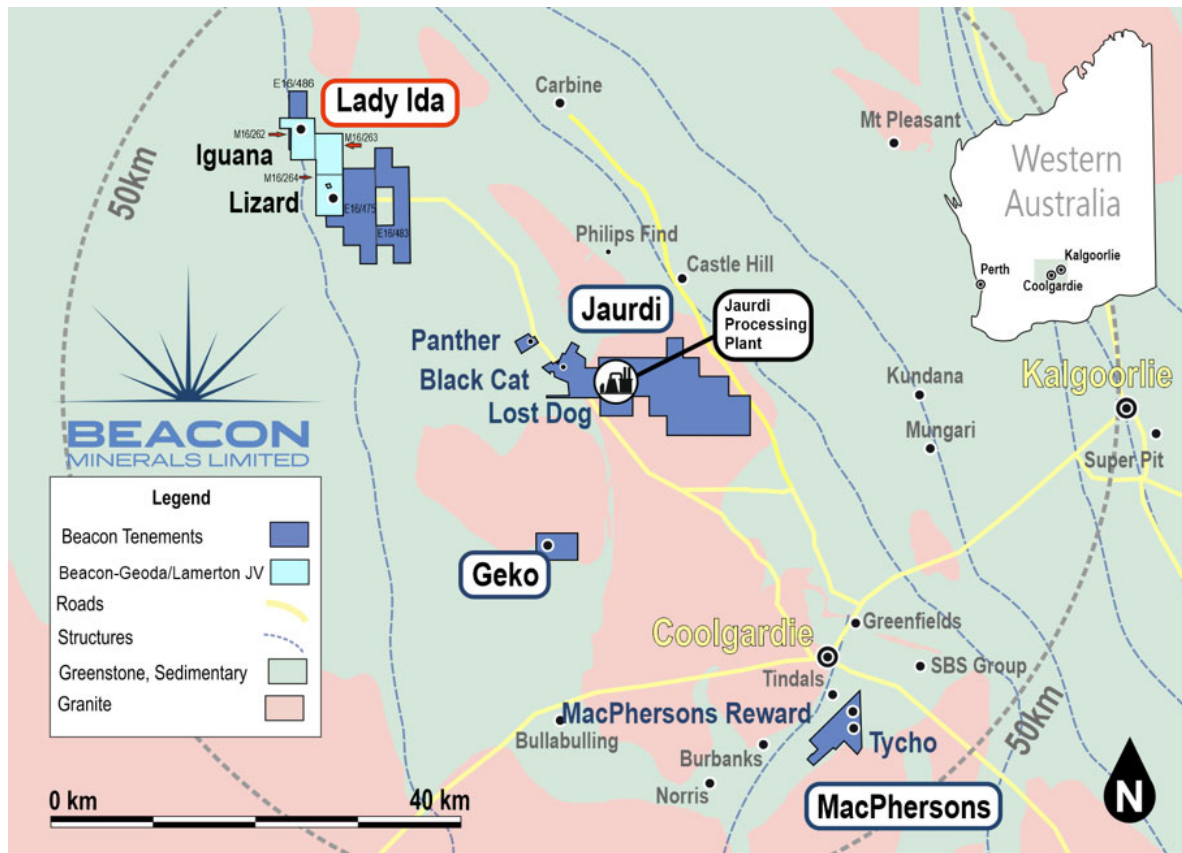 E16/486
Lady Ida
M16/262
M16/263
Iguana
M16/264
Lizard
E16/475
E16/483
50km
Carbine
Mt Pleasant
Western
Australia
Perth
Kalgoorlie
Coolgardie
Philips Find
Castle Hill
Jaurdi
Jaurdi
Processing
Plant
Panther
Black Cat
Lost Dog
Kundana
Mungari
Kalgoorlie
Super Pit
BEACON
MINERALS LIMITED
Legend
Beacon Tenements
Beacon-Geoda/Lamerton JV
Roads
Structures
Greenstone, Sedimentary
Granite
Geko
Coolgardie
Greenfields
SBS Group
Tindals
MacPhersons Reward
Tycho
Bullabulling
Burbanks
Norris
MacPhersons
50km
0 km
40 km
N